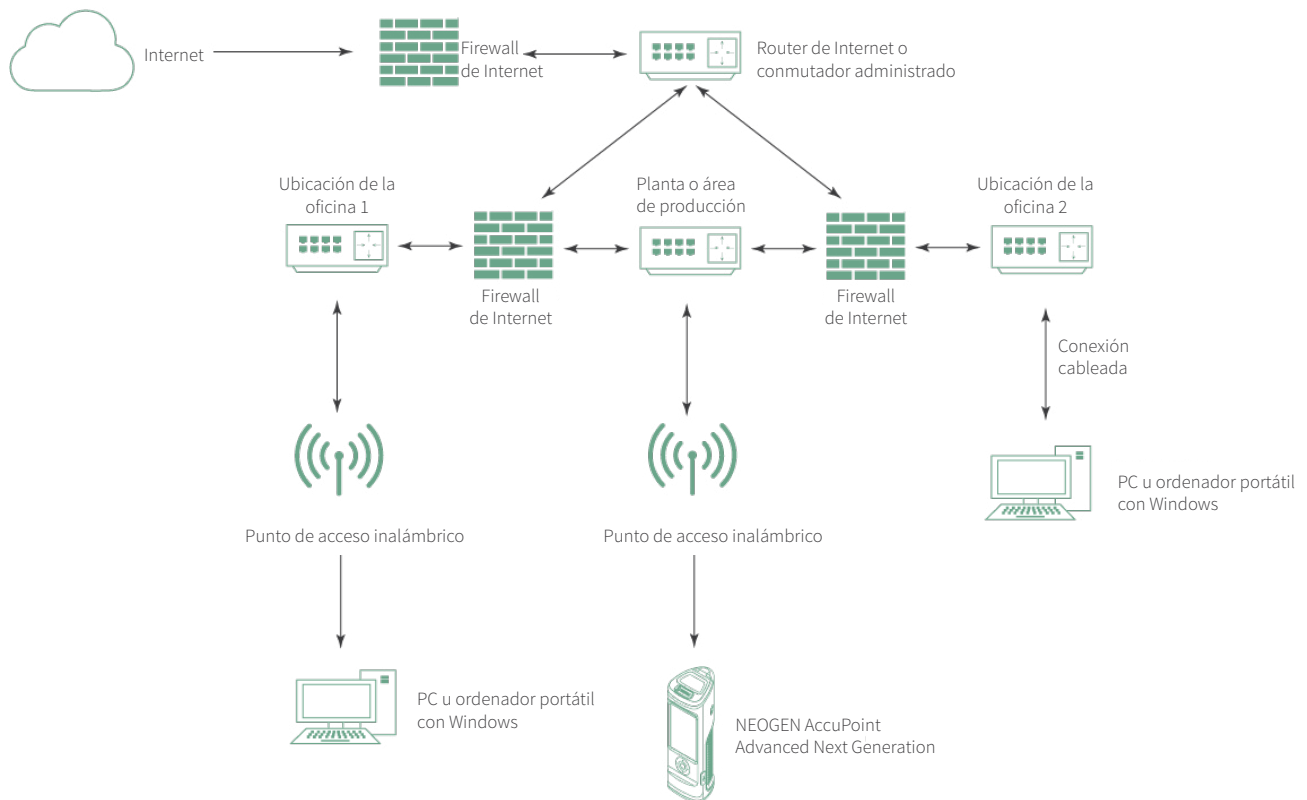 Internet
Firewall
de Internet
Router de Internet o
conmutador administrado
Ubicación de la
oficina 1
Planta o área
de producción
Ubicación de la
oficina 2
Firewall
de Internet
Firewall
de Internet
Conexión
cableada
PC u ordenador portátil
con Windows
Punto de acceso inalámbrico
Punto de acceso inalámbrico
PC u ordenador portátil
con Windows
NEOGEN AccuPoint
Advanced Next Generation